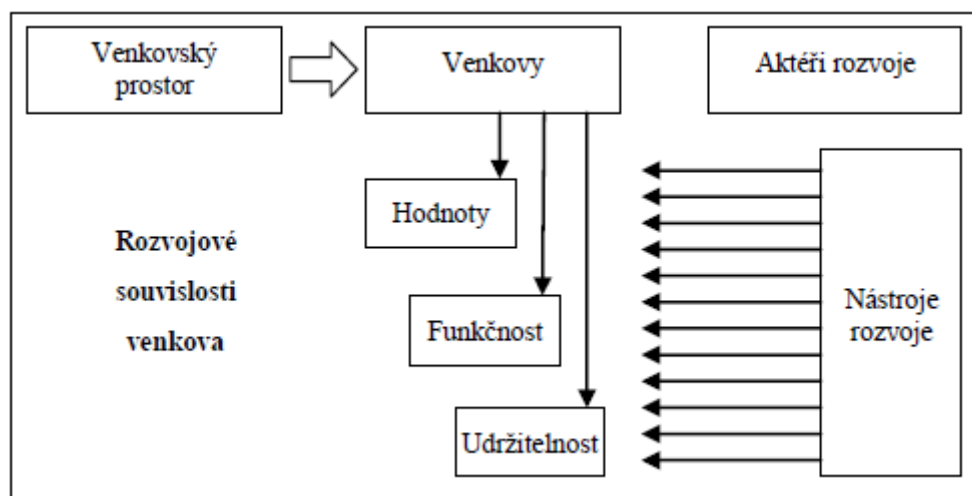 Venkovský
prostor
Venkovy
Aktéři rozvoje
Hodnoty
Rozvojové
souvislosti
venkova
Funkčnost
Nástroje
rozvoje
Udržitelnost